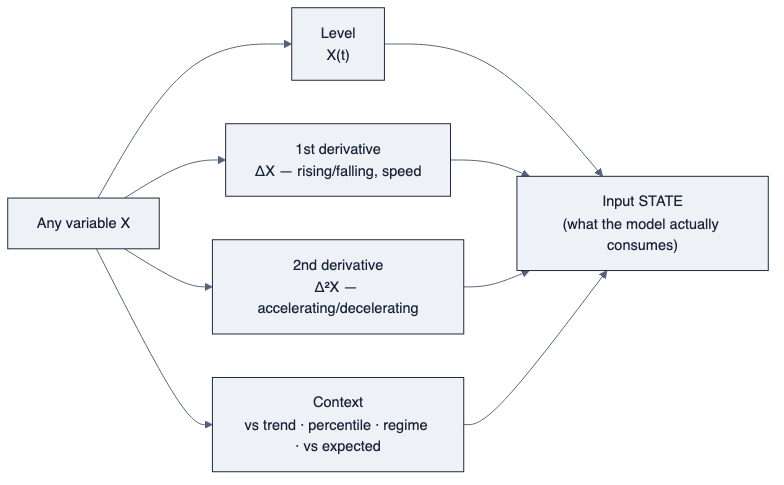 Level
X(t)
1st derivative
ΔX — rising/falling, speed
Any variable X
Input STATE
(what the model actually
consumes)
2nd derivative
Δ²X —
accelerating/decelerating
Context
vs trend · percentile · regime
· vs expected